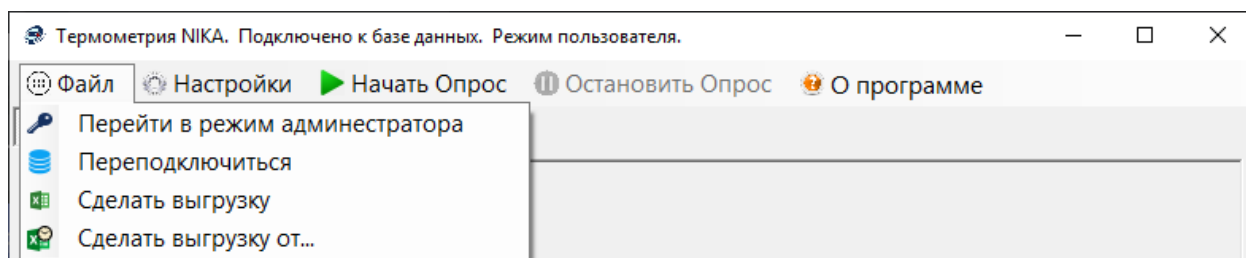 Термометрия NIKA. Подключено к базе данных. Режим пользователя.
Файл Настройки Начать Опрос Остановить Опрос О программе
Перейти в режим админестратора
Переподключиться
Сделать выгрузку
Сделать выгрузку от...